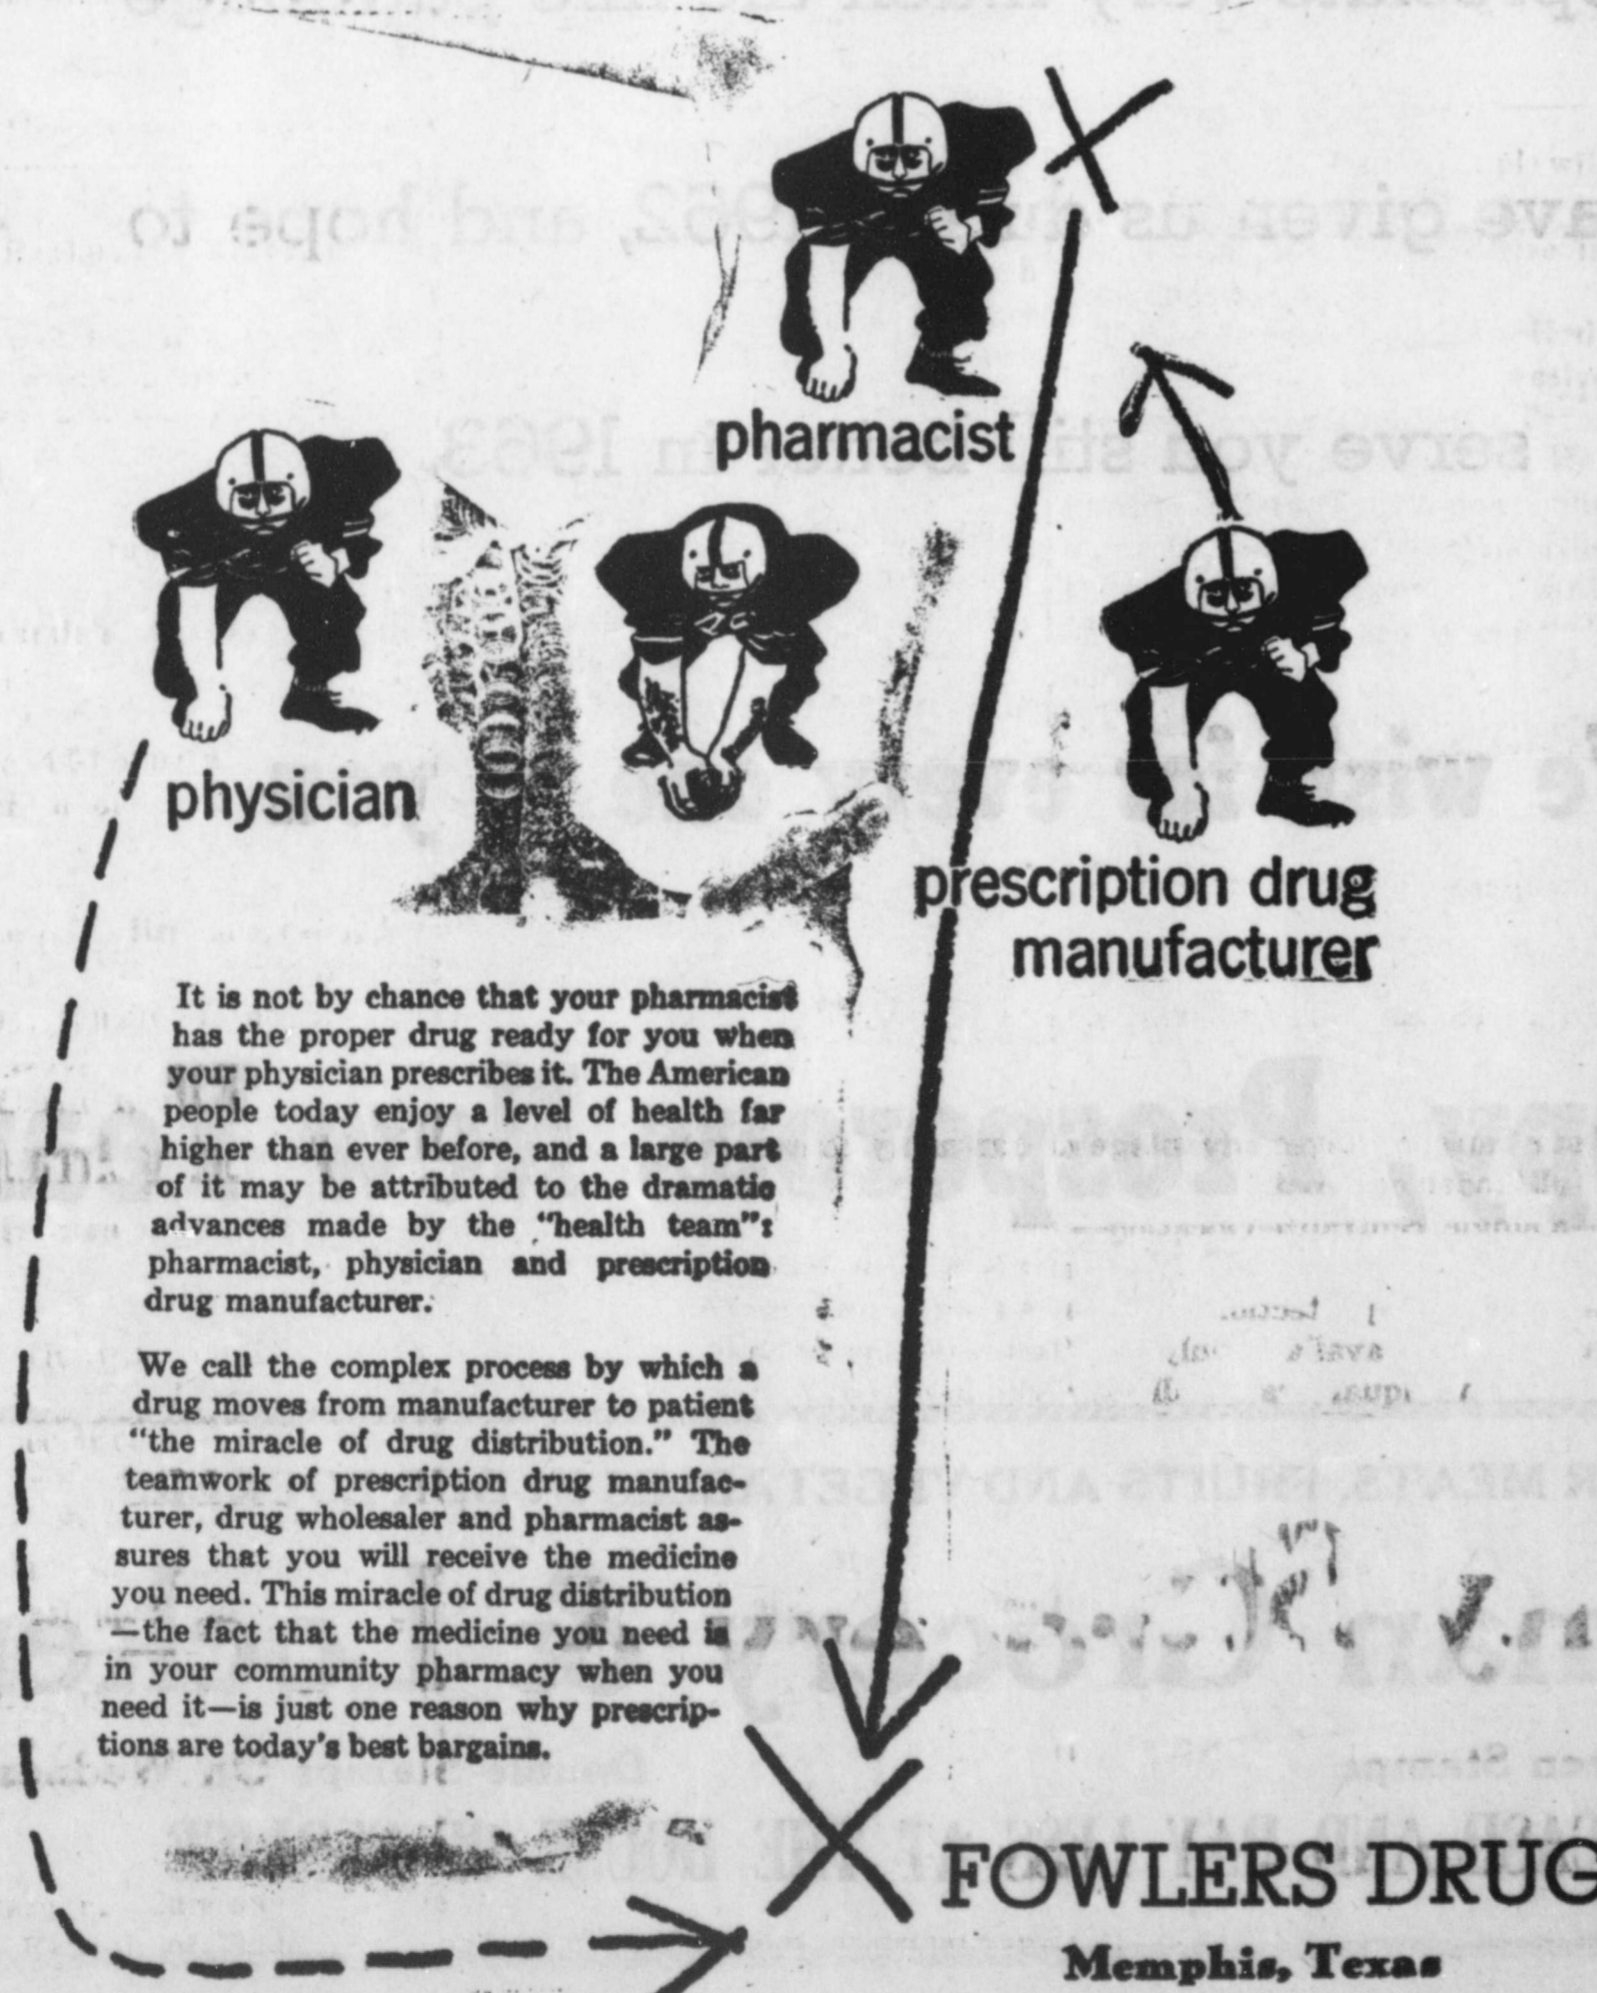 pharmacist
physician
prescription drug
manufacturer
It is not by chance that your pharmacist
has the proper drug ready for you when
your physician prescribes it. The American
people today enjoy a level of health far
higher than ever before, and a large part
of it may be attributed to the dramatic
advances made by the "health team":
pharmacist, physician and prescription
drug manufacturer.
We call the complex process by which a
drug moves from manufacturer to patient
"the miracle of drug distribution." The
teamwork of prescription drug manufac-
turer, drug wholesaler and pharmacist as-
sures that you will receive the medicine
you need. This miracle of drug distribution
—the fact that the medicine you need is
in your community pharmacy when you
need it—is just one reason why prescrip-
tions are today's best bargains.
FOWLERS DRUG
Memphis, Texas